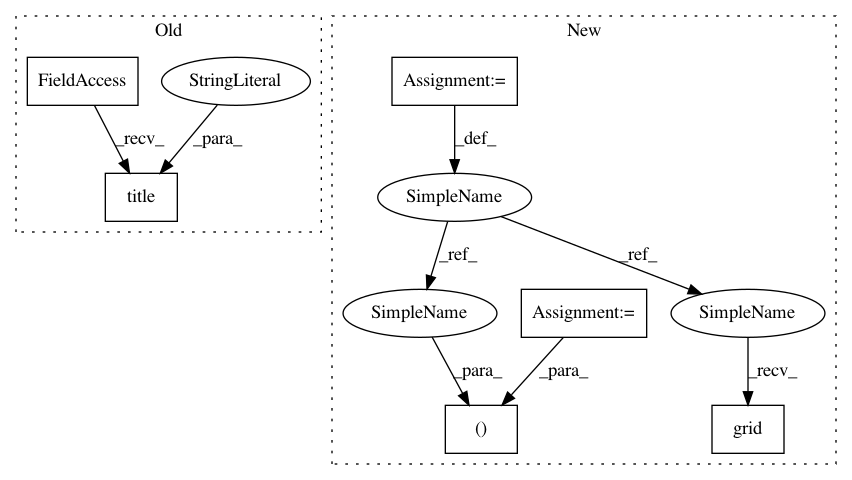 Old
New
FieldAccess
StringLiteral
Assignment:=
_recv_
_para_
_def_
title
SimpleName
_ref_
_ref_
SimpleName
Assignment:=
SimpleName
_para_
_para_
_recv_
()
grid